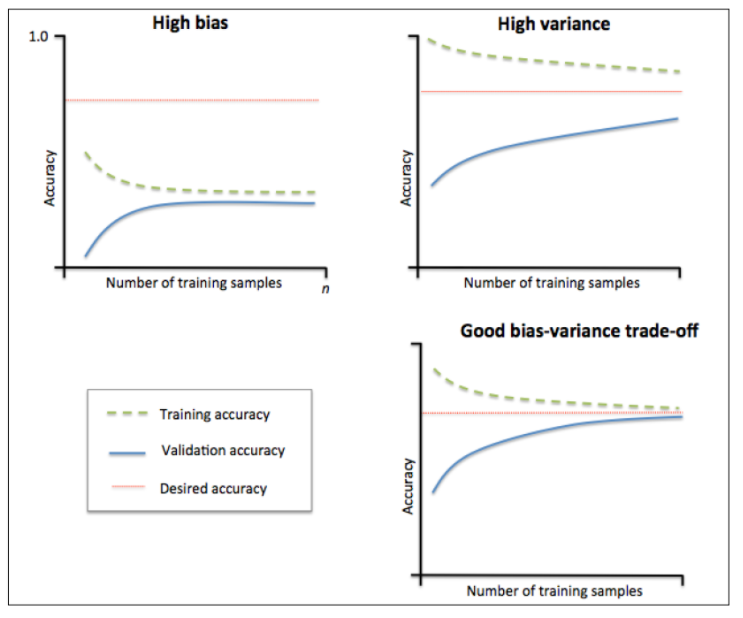 High bias
1.0
Accuracy
Number of training samples
n
High variance
Accuracy
Number of training samples
Good bias-variance trade-off
Accuracy
Number of training samples
Training accuracy
Validation accuracy
Desired accuracy